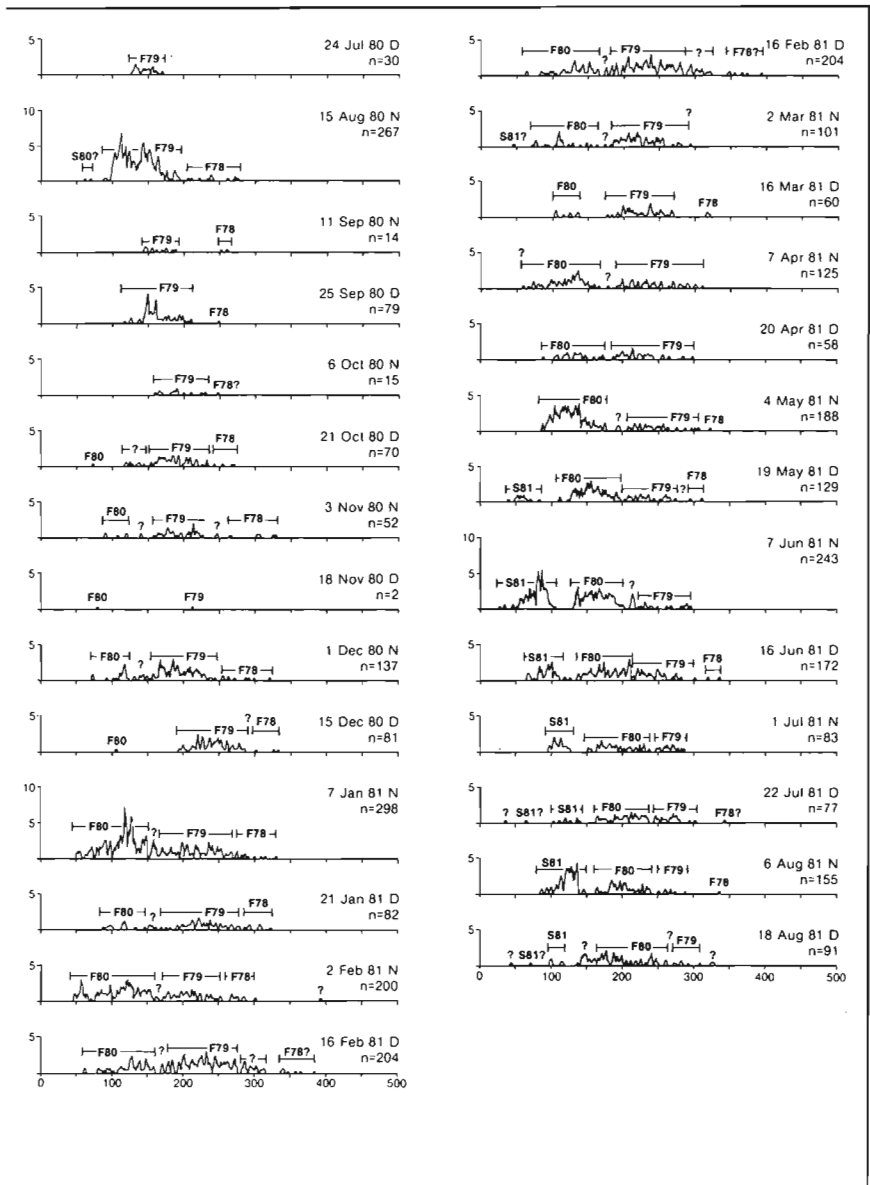 5
24 Jul 80 D
n=30
F79
10
5
15 Aug 80 N
n=267
S80?
F79
F78
5
11 Sep 80 N
n=14
F79
F78
5
25 Sep 80 D
n=79
F79
F78
5
6 Oct 80 N
n=15
F79
F78?
5
21 Oct 80 D
n=70
F80
?
F79
F78
5
3 Nov 80 N
n=52
F80
?
F79
?
F78
5
18 Nov 80 D
n=2
F80
F79
5
1 Dec 80 N
n=137
F80
?
F79
F78
5
15 Dec 80 D
n=81
F80
F79
?
F78
10
5
7 Jan 81 N
n=298
F80
?
F79
F78
5
21 Jan 81 D
n=82
F80
?
F79
F78
5
2 Feb 81 N
n=200
F80
?
F79
F78
?
5
16 Feb 81 D
n=204
F80
?
F79
?
F78?
0 100 200 300 400 500
5
16 Feb 81 D
n=204
F80
?
F79
?
F78?
5
2 Mar 81 N
n=101
S81?
F80
?
F79
?
5
16 Mar 81 D
n=60
F80
F79
F78
5
7 Apr 81 N
n=125
?
F80
?
F79
5
20 Apr 81 D
n=58
F80
F79
5
4 May 81 N
n=188
F80
?
F79
F78
5
19 May 81 D
n=129
S81
F80
F79
?
F78
10
5
7 Jun 81 N
n=243
S81
F80
?
F79
5
16 Jun 81 D
n=172
S81
F80
F79
F78
5
1 Jul 81 N
n=83
S81
F80
F79
5
22 Jul 81 D
n=77
?
S81?
S81
F80
F79
F78?
5
6 Aug 81 N
n=155
S81
F80
F79
F78
5
18 Aug 81 D
n=91
?
S81?
S81
?
F80
?
F79
?
0 100 200 300 400 500